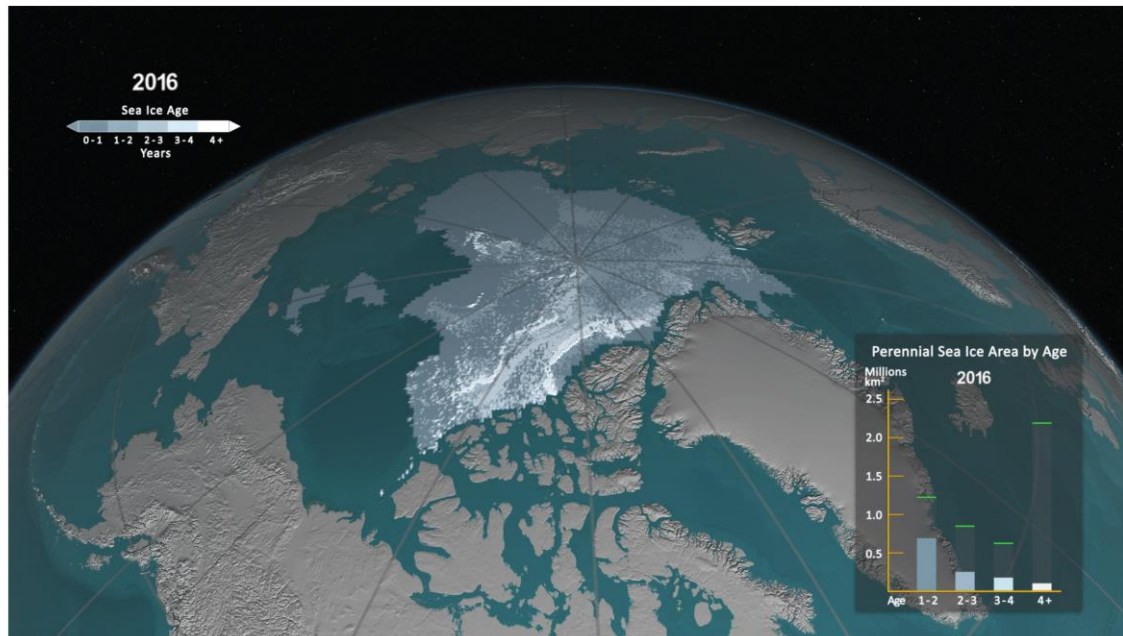 2016
Sea Ice Age
0-1 1-2 2-3 3-4 4+
Years
Perennial Sea Ice Area by Age
Millions
km²
2016
2.5
2.0
1.5
1.0
0.5
Age 1-2 2-3 3-4 4+